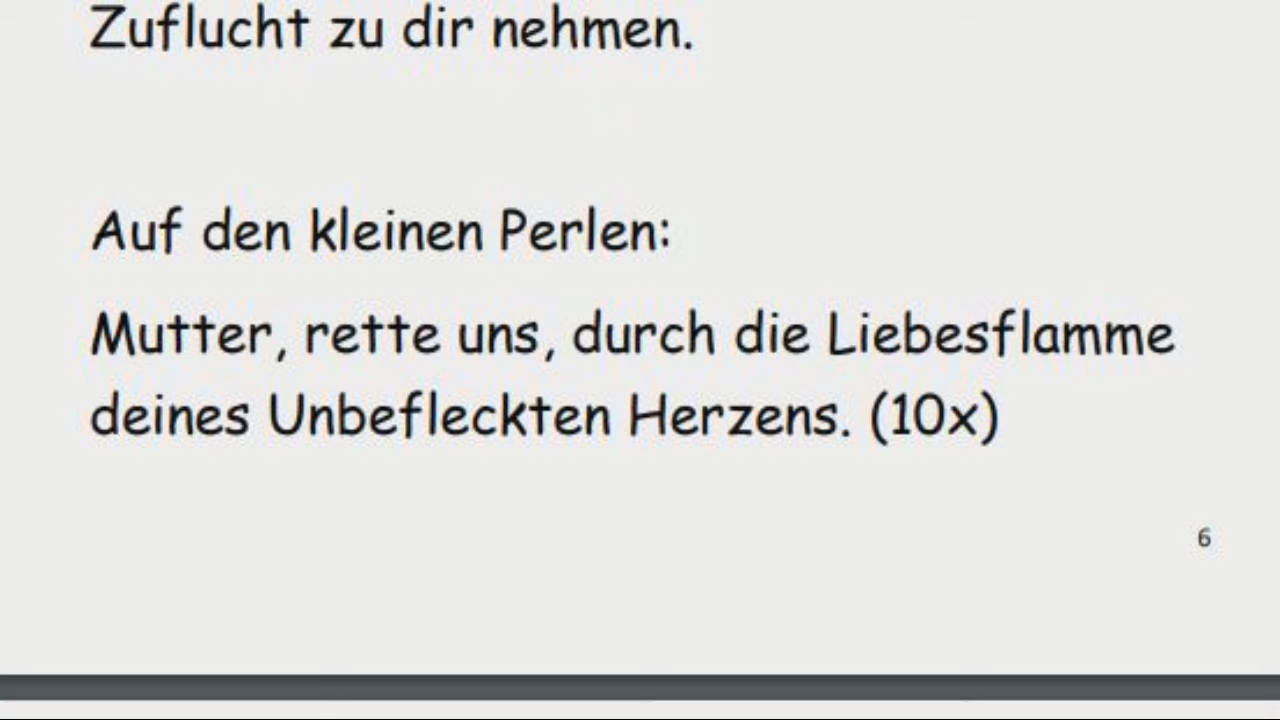 Zuflucht zu dir nehmen.
Auf den kleinen Perlen:
Mutter, rette uns, durch die Liebesflamme
deines Unbefleckten Herzens. (10x)
6